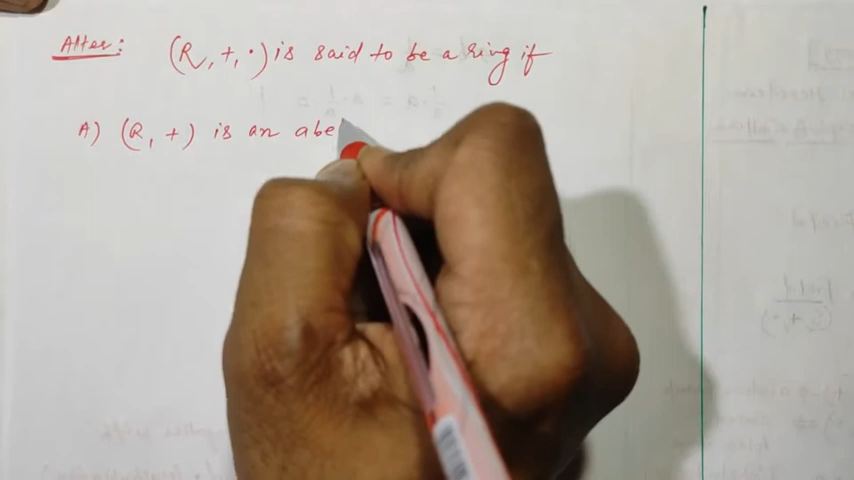 Alter: (R, +, ·) is said to be a ring if
A) (R, +) is an abe